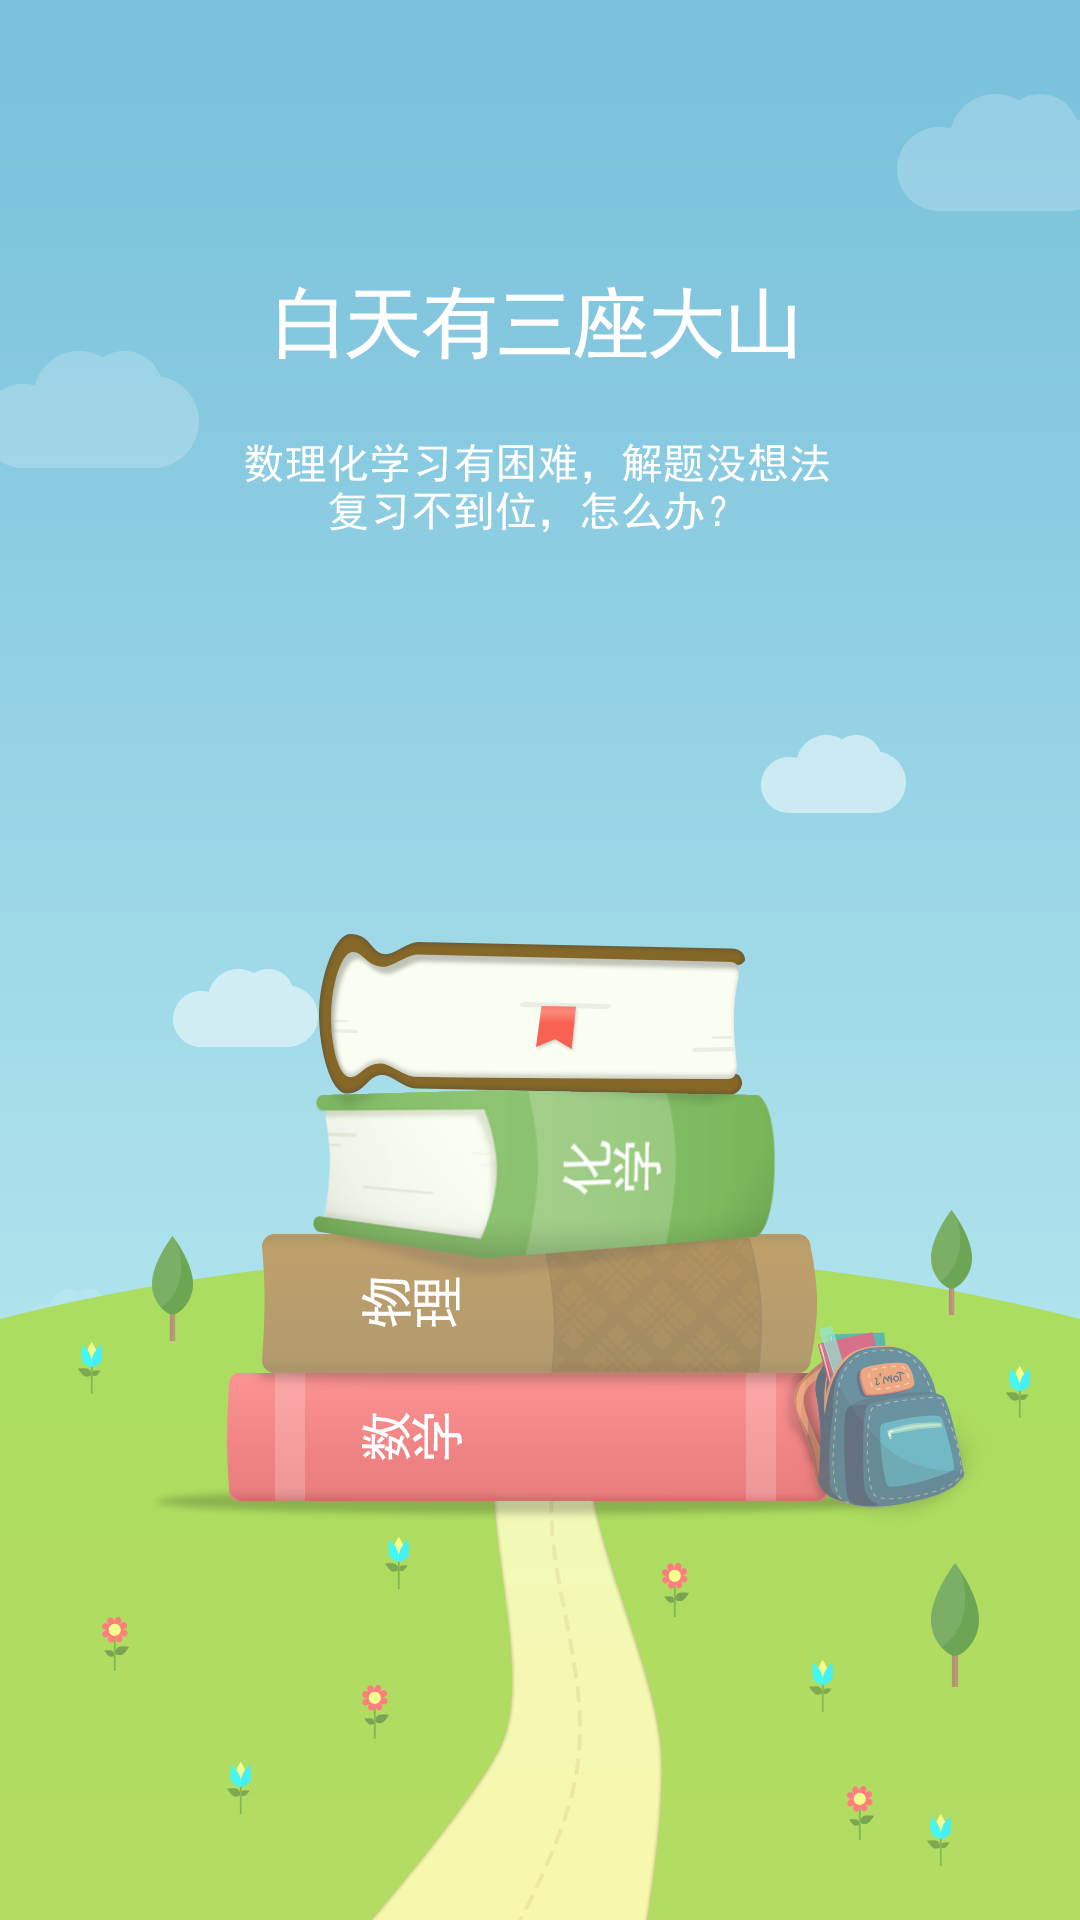 白天有三座大山
数理化学习有困难，解题没想法
复习不到位，怎么办？
化学
物理
数学